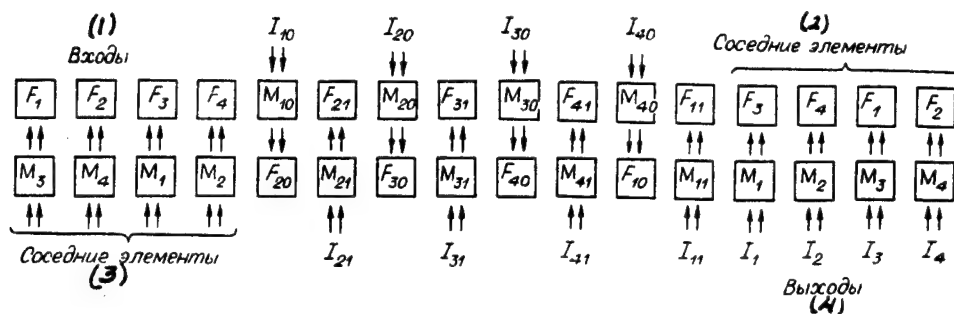 (1) I₁₀ I₂₀ I₃₀ I₄₀ (2)
Входы Соседние элементы
F₁ F₂ F₃ F₄ M₁₀ F₂₁ M₂₀ F₃₁ M₃₀ F₄₁ M₄₀ F₁₁ F₃ F₄ F₁ F₂
M₃ M₄ M₁ M₂ F₂₀ M₂₁ F₃₀ M₃₁ F₄₀ M₄₁ F₁₀ M₁₁ M₁ M₂ M₃ M₄
Соседние элементы I₂₁ I₃₁ I₄₁ I₁₁ I₁ I₂ I₃ I₄
(3) Выходы
(4)